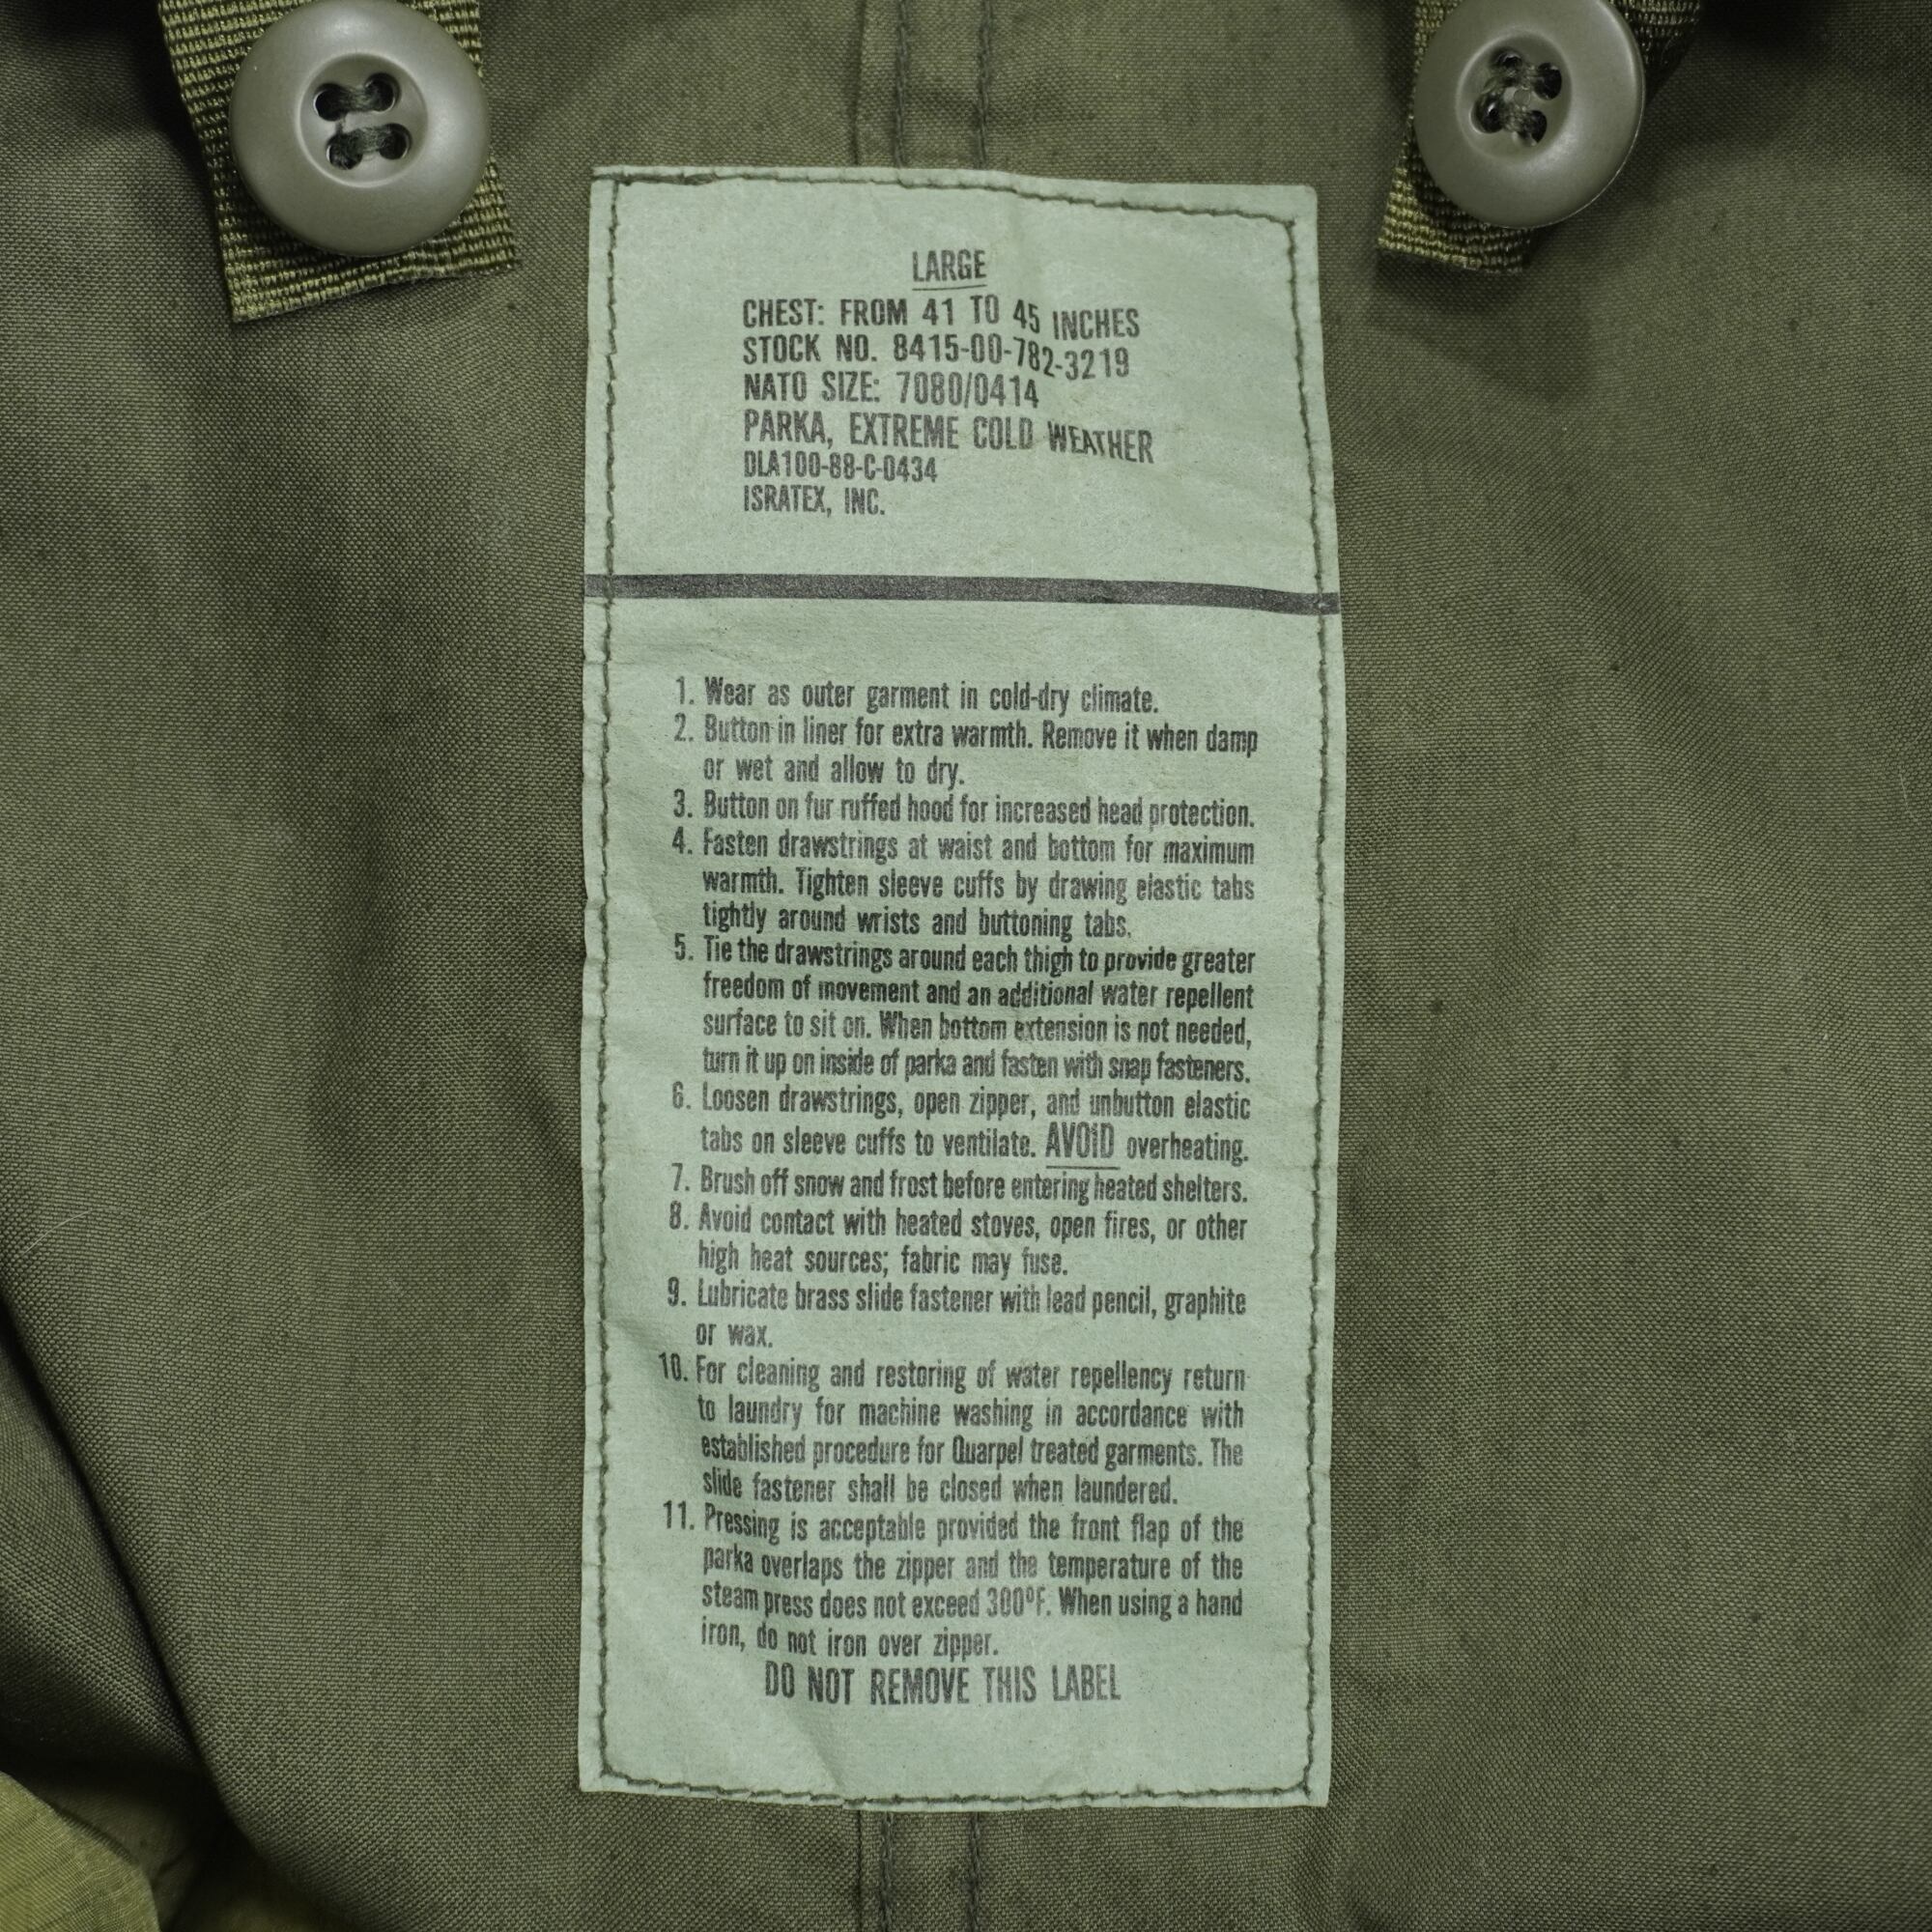 LARGE
CHEST: FROM 41 TO 45 INCHES
STOCK NO. 8415-00-782-3219
NATO SIZE: 7080/0414
PARKA, EXTREME COLD WEATHER
DLA100-88-C-0434
ISRATEX, INC.
1. Wear as outer garment in cold-dry climate.
2. Button in liner for extra warmth. Remove it when damp
or wet and allow to dry.
3. Button on fur ruffed hood for increased head protection.
4. Fasten drawstrings at waist and bottom for maximum
warmth. Tighten sleeve cuffs by drawing elastic tabs
tightly around wrists and buttoning tabs.
5. Tie the drawstrings around each thigh to provide greater
freedom of movement and an additional water repellent
surface to sit on. When bottom extension is not needed,
turn it up on inside of parka and fasten with snap fasteners.
6. Loosen drawstrings, open zipper, and unbutton elastic
tabs on sleeve cuffs to ventilate. AVOID overheating.
7. Brush off snow and frost before entering heated shelters.
8. Avoid contact with heated stoves, open fires, or other
high heat sources; fabric may fuse.
9. Lubricate brass slide fastener with lead pencil, graphite
or wax.
10. For cleaning and restoring of water repellency return
to laundry for machine washing in accordance with
established procedure for Quarpel treated garments. The
slide fastener shall be closed when laundered.
11. Pressing is acceptable provided the front flap of the
parka overlaps the zipper and the temperature of the
steam press does not exceed 300ºF. When using a hand
iron, do not iron over zipper.
DO NOT REMOVE THIS LABEL